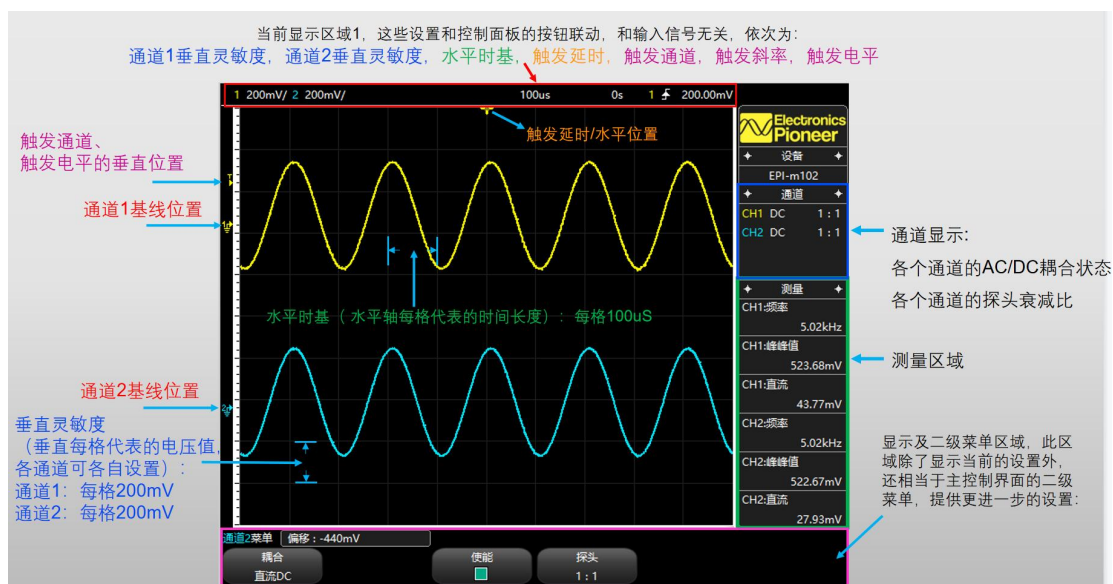 当前显示区域1，这些设置和控制面板的按钮联动，和输入信号无关，依次为:
通道1垂直灵敏度，通道2垂直灵敏度，水平时基，触发延时，触发通道，触发斜率，触发电平
1 200mV/ 2 200mV/ 100us 0s 1 200.00mV
触发延时/水平位置
Electronics
Pioneer
设备
EPI-m102
通道
CH1 DC 1 : 1
CH2 DC 1 : 1
触发通道、
触发电平的垂直位置
T
通道1基线位置
1
通道显示:
各个通道的AC/DC耦合状态
各个通道的探头衰减比
水平时基（ 水平轴每格代表的时间长度）: 每格100uS
测量
CH1:频率
5.02kHz
CH1:峰峰值
523.68mV
CH1:直流
43.77mV
CH2:频率
5.02kHz
CH2:峰峰值
522.67mV
CH2:直流
27.93mV
测量区域
通道2基线位置
2
垂直灵敏度
（垂直每格代表的电压值,
各通道可各自设置）:
通道1: 每格200mV
通道2: 每格200mV
显示及二级菜单区域，此区
域除了显示当前的设置外，
还相当于主控制界面的二级
菜单，提供更进一步的设置:
通道2菜单 偏移 : -440mV
耦合
直流DC
使能
探头
1 : 1